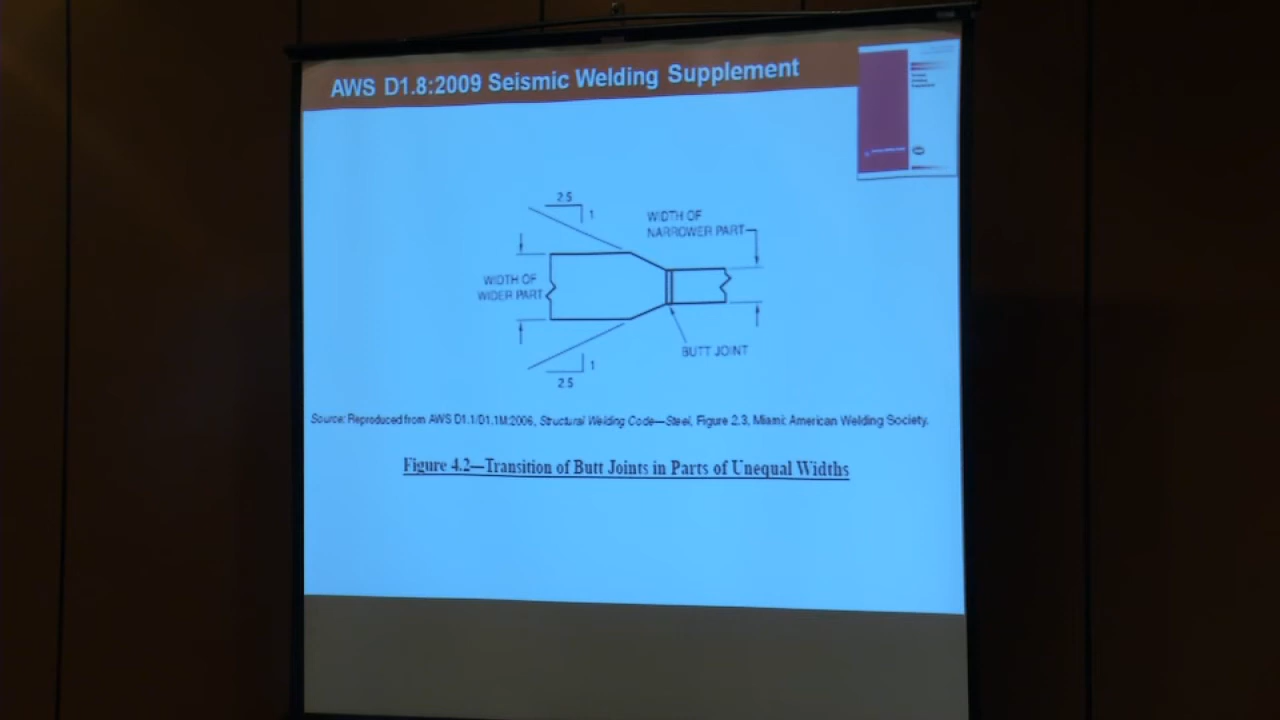 AWS D1.8:2009 Seismic Welding Supplement
2.5
1
WIDTH OF
NARROWER PART
WIDTH OF
WIDER PART
BUTT JOINT
1
2.5
Source: Reproduced from AWS D1.1/D1.1M:2006, Structural Welding Code—Steel, Figure 2.3, Miami: American Welding Society.
Figure 4.2—Transition of Butt Joints in Parts of Unequal Widths